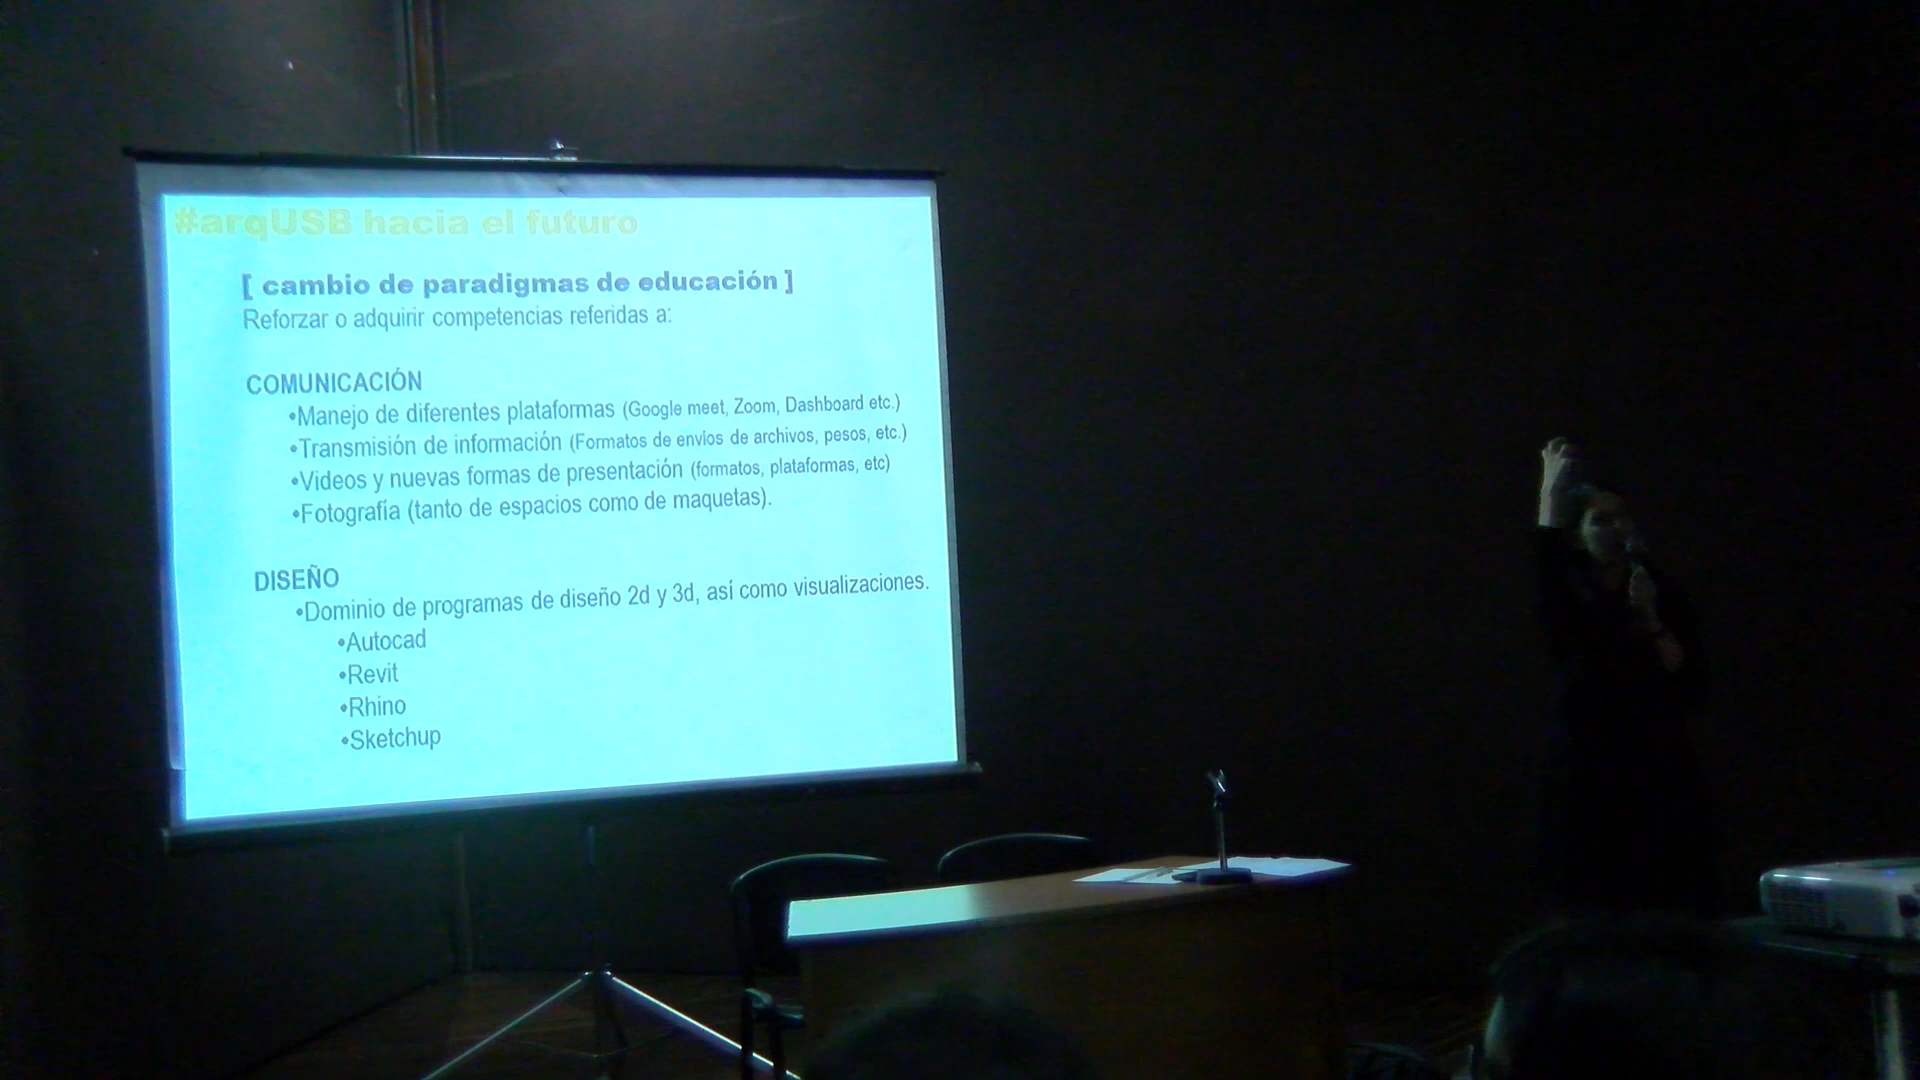 #arqUSB hacia el futuro
[ cambio de paradigmas de educación ]
Reforzar o adquirir competencias referidas a:
COMUNICACIÓN
•Manejo de diferentes plataformas (Google meet, Zoom, Dashboard etc.)
•Transmisión de información (Formatos de envios de archivos, pesos, etc.)
•Videos y nuevas formas de presentación (formatos, plataformas, etc)
•Fotografía (tanto de espacios como de maquetas).
DISEÑO
•Dominio de programas de diseño 2d y 3d, así como visualizaciones.
•Autocad
•Revit
•Rhino
•Sketchup